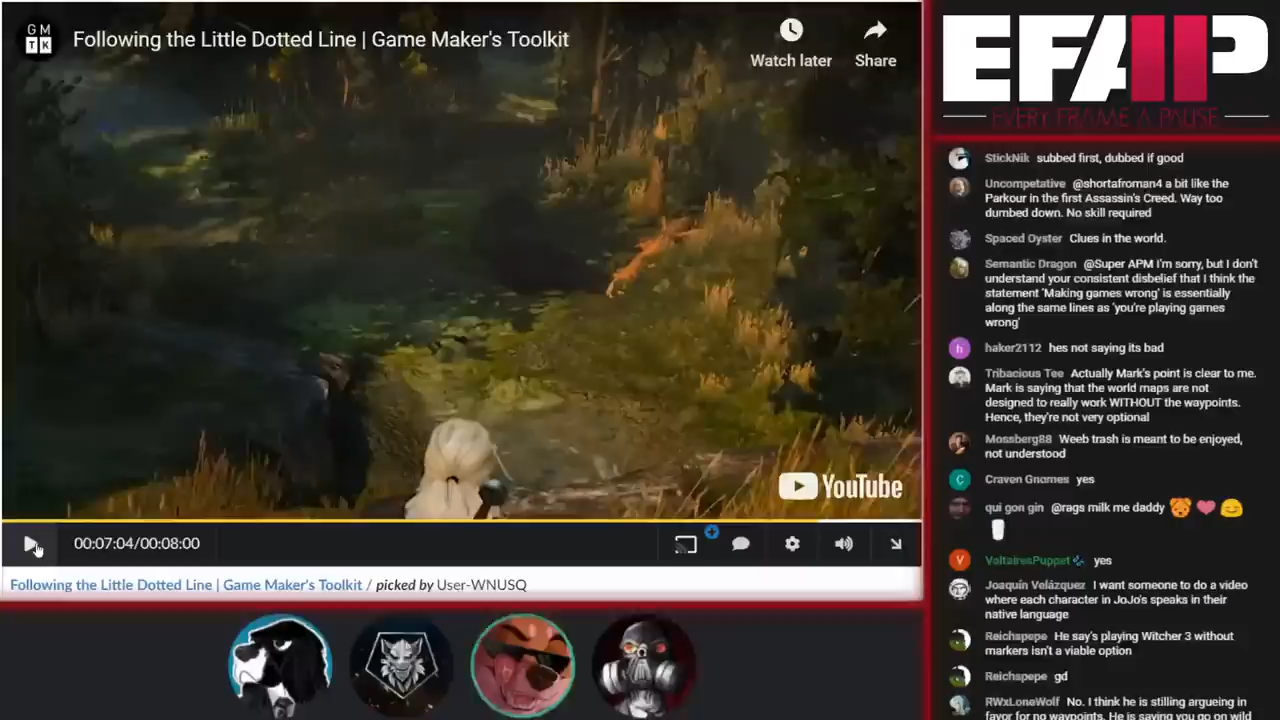 GM
TK
Following the Little Dotted Line | Game Maker's Toolkit
Watch later
Share
YouTube
00:07:04/00:08:00
Following the Little Dotted Line | Game Maker's Toolkit / picked by User-WNUSQ
EFAP
EVERY FRAME A PAUSE
StickNik subbed first, dubbed if good
Uncompetative @shortafroman4 a bit like the
Parkour in the first Assassin's Creed. Way too
dumbed down. No skill required
Spaced Oyster Clues in the world.
Semantic Dragon @Super APM I'm sorry, but I don't
understand your consistent disbelief that I think the
statement 'Making games wrong' is essentially
along the same lines as 'you're playing games
wrong'
h
haker2112 hes not saying its bad
Tribacious Tee Actually Mark's point is clear to me.
Mark is saying that the world maps are not
designed to really work WITHOUT the waypoints.
Hence, they're not very optional
Mossberg88 Weeb trash is meant to be enjoyed,
not understood
C
Craven Gnomes yes
qui gon gin @rags milk me daddy
V
VoltairesPuppet yes
Joaquín Velázquez I want someone to do a video
where each character in JoJo's speaks in their
native language
Reichspepe He say's playing Witcher 3 without
markers isn't a viable option
Reichspepe gd
RWxLoneWolf No. I think he is stilling argueing in
favor for no waypoints. He is saying you go on wild